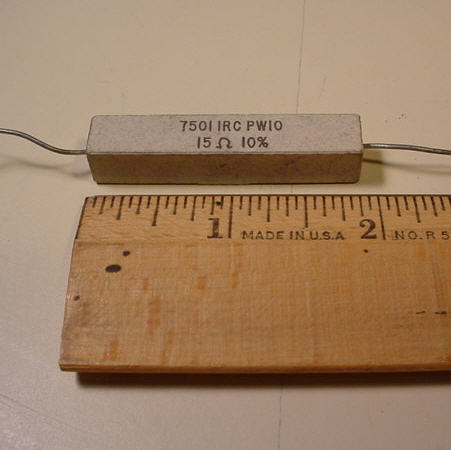 7501 IRC PW10
15 Ω 10%
1 MADE IN U.S.A 2 NO. R 5